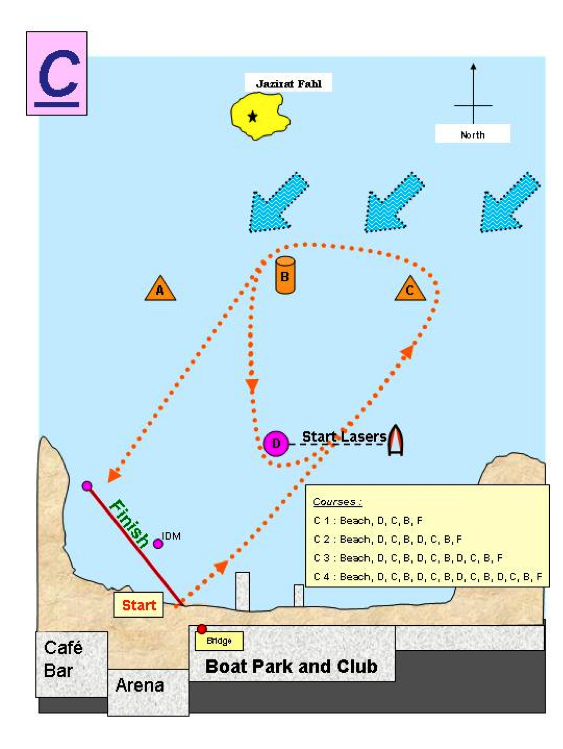 C
Jazirat Fahl
North
B
A
C
D
Start Lasers
Finish
IDM
Courses :
C 1 : Beach, D, C, B, F
C 2 : Beach, D, C, B, D, C, B, F
C 3 : Beach, D, C, B, D, C, B, D, C, B, F
C 4 : Beach, D, C, B, D, C, B, D, C, B, D, C, B, F
Start
Bridge
Café
Bar
Arena
Boat Park and Club